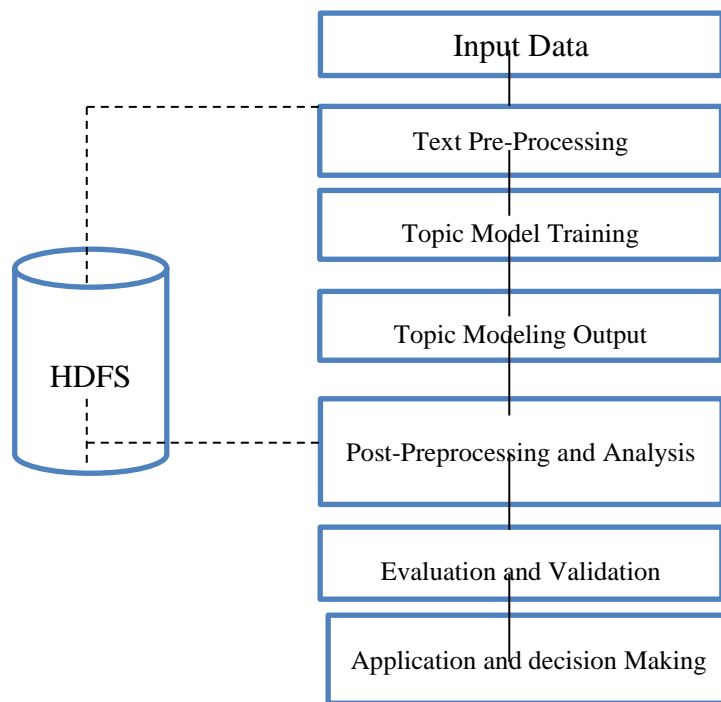 Input Data
Text Pre-Processing
Topic Model Training
Topic Modeling Output
HDFS
Post-Preprocessing and Analysis
Evaluation and Validation
Application and decision Making